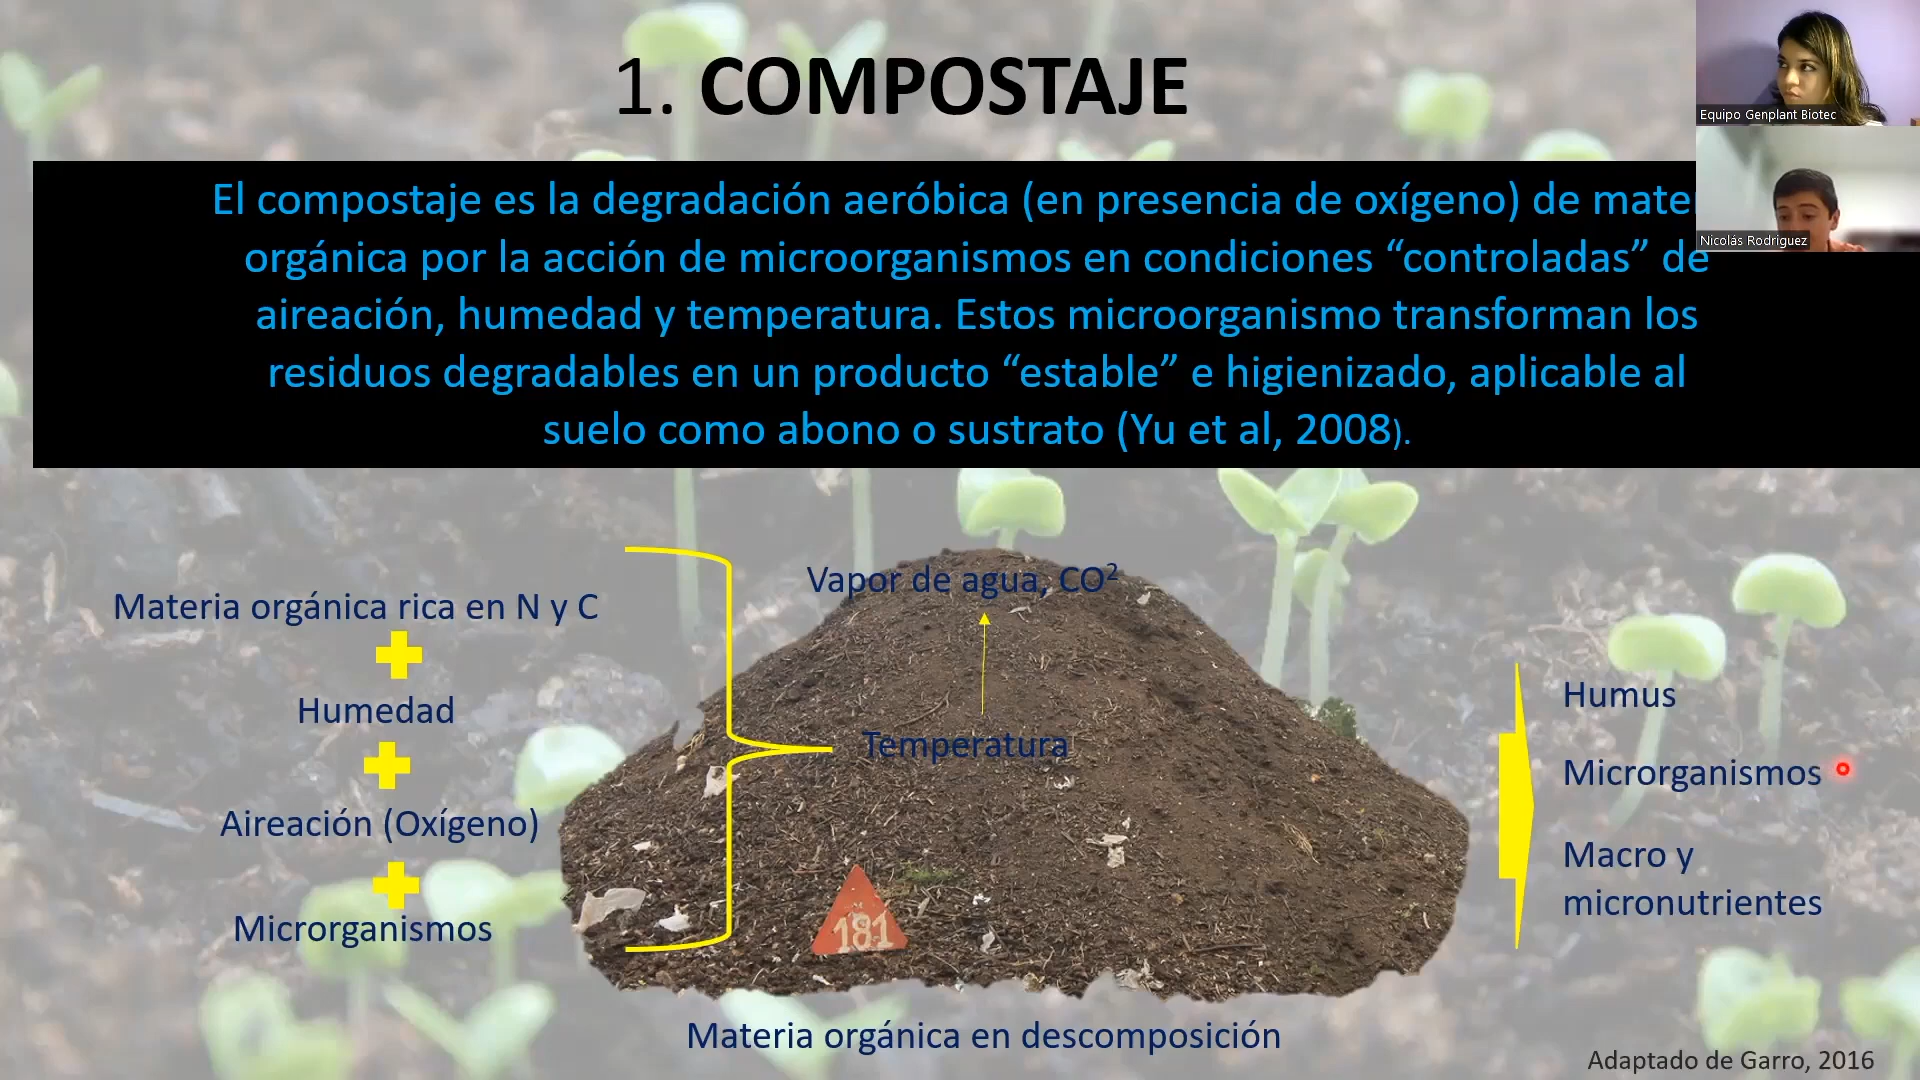 1. COMPOSTAJE
Equipo Genplant Biotec
Nicolás Rodriguez
El compostaje es la degradación aeróbica (en presencia de oxígeno) de
orgánica por la acción de microorganismos en condiciones “controladas” de
aireación, humedad y temperatura. Estos microorganismo transforman los
residuos degradables en un producto “estable” e higienizado, aplicable al
suelo como abono o sustrato (Yu et al, 2008).
Materia orgánica rica en N y C
Humedad
Aireación (Oxígeno)
Microrganismos
Vapor de agua, CO²
Temperatura
181
Humus
Microrganismos
Macro y
micronutrientes
Materia orgánica en descomposición
Adaptado de Garro, 2016